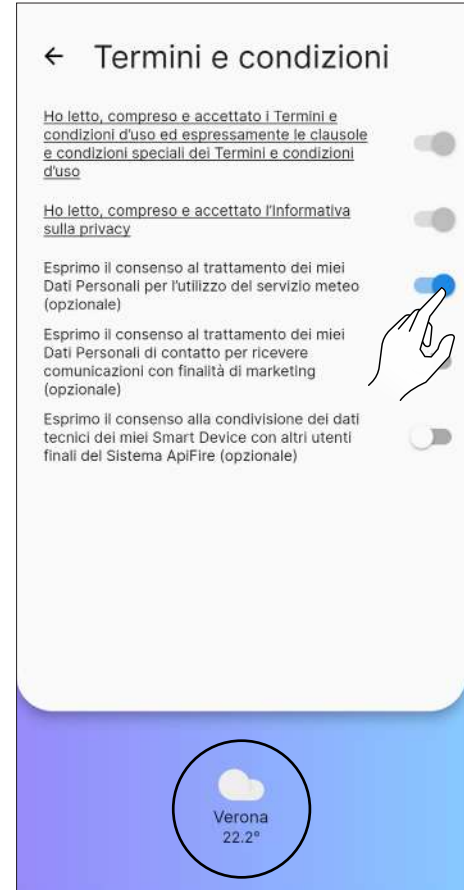 Termini e condizioni
Ho letto, compreso e accettato i Termini e
condizioni d'uso ed espressamente le clausole
e condizioni speciali dei Termini e condizioni
d'uso
Ho letto, compreso e accettato l'Informativa
sulla privacy
Esprimo il consenso al trattamento dei miei
Dati Personali per l'utilizzo del servizio meteo
(opzionale)
Esprimo il consenso al trattamento dei miei
Dati Personali di contatto per ricevere
comunicazioni con finalità di marketing
(opzionale)
Esprimo il consenso alla condivisione dei dati
tecnici dei miei Smart Device con altri utenti
finali del Sistema ApiFire (opzionale)
Verona
22.2°